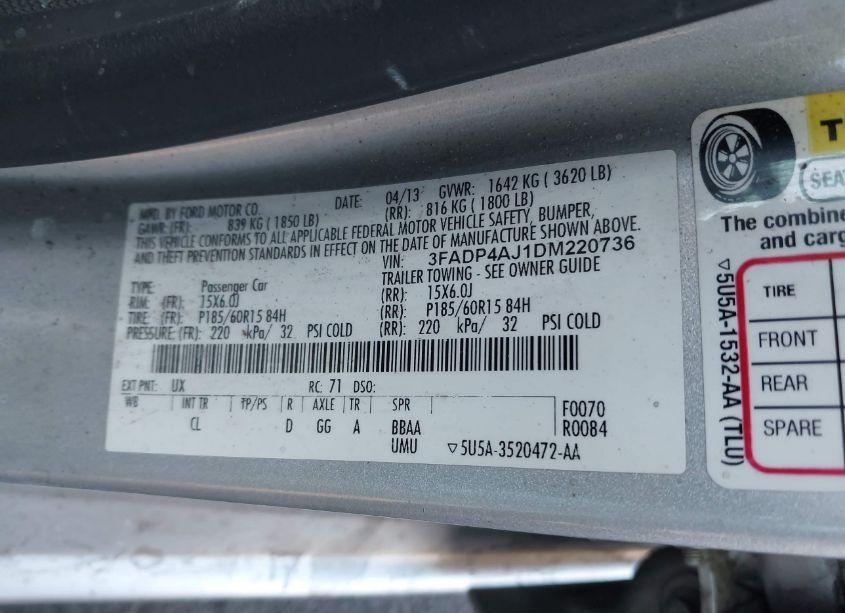 MFD. BY FORD MOTOR CO.
DATE: 04/13 GVWR: 1642 KG ( 3620 LB)
GAWR: (FR): 839 KG ( 1850 LB) (RR): 816 KG ( 1800 LB)
THIS VEHICLE CONFORMS TO ALL APPLICABLE FEDERAL MOTOR VEHICLE SAFETY, BUMPER,
AND THEFT PREVENTION STANDARDS IN EFFECT ON THE DATE OF MANUFACTURE SHOWN ABOVE.
VIN: 3FADP4AJ1DM220736
TRAILER TOWING - SEE OWNER GUIDE
TYPE: Passenger Car
RIM: (FR): 15X6.0J (RR): 15X6.0J
TIRE: (FR): P185/60R15 84H (RR): P185/60R15 84H
PRESSURE: (FR): 220 kPa/ 32 PSI COLD (RR): 220 kPa/ 32 PSI COLD
EXT PNT: UX RC: 71 DSO:
WB INT TR TP/PS R AXLE TR SPR F0070
CL D GG A BBAA R0084
UMU ▽5U5A-3520472-AA
T
SEA
The combine
and carg
▽5U5A-1532-AA (TLU)
TIRE
FRONT
REAR
SPARE